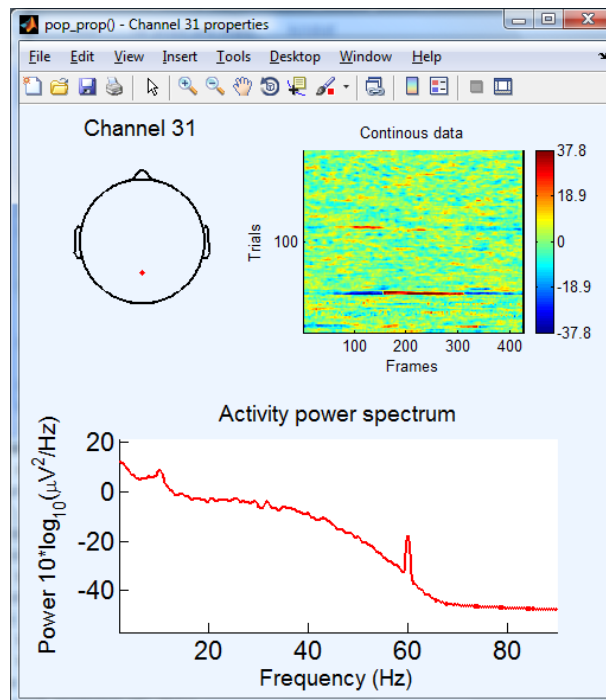 pop_prop() - Channel 31 properties
File Edit View Insert Tools Desktop Window Help
Channel 31
Continous data
37.8
18.9
0
-18.9
-37.8
Trials
100
100 200 300 400
Frames
Activity power spectrum
Power 10*log10(μV2/Hz)
20
0
-20
-40
20 40 60 80
Frequency (Hz)